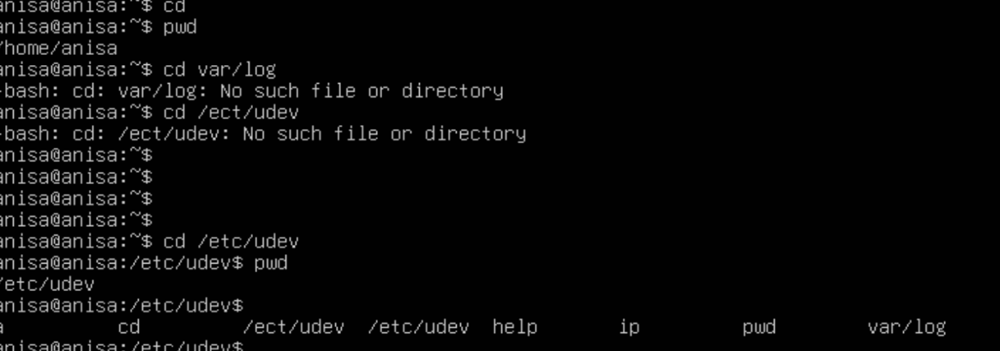 anisa@anisa:~$ cd
anisa@anisa:~$ pwd
/home/anisa
anisa@anisa:~$ cd var/log
-bash: cd: var/log: No such file or directory
anisa@anisa:~$ cd /ect/udev
-bash: cd: /ect/udev: No such file or directory
anisa@anisa:~$
anisa@anisa:~$
anisa@anisa:~$
anisa@anisa:~$
anisa@anisa:~$ cd /etc/udev
anisa@anisa:/etc/udev$ pwd
/etc/udev
anisa@anisa:/etc/udev$
a cd /ect/udev /etc/udev help ip pwd var/log
anisa@anisa:/etc/udev$